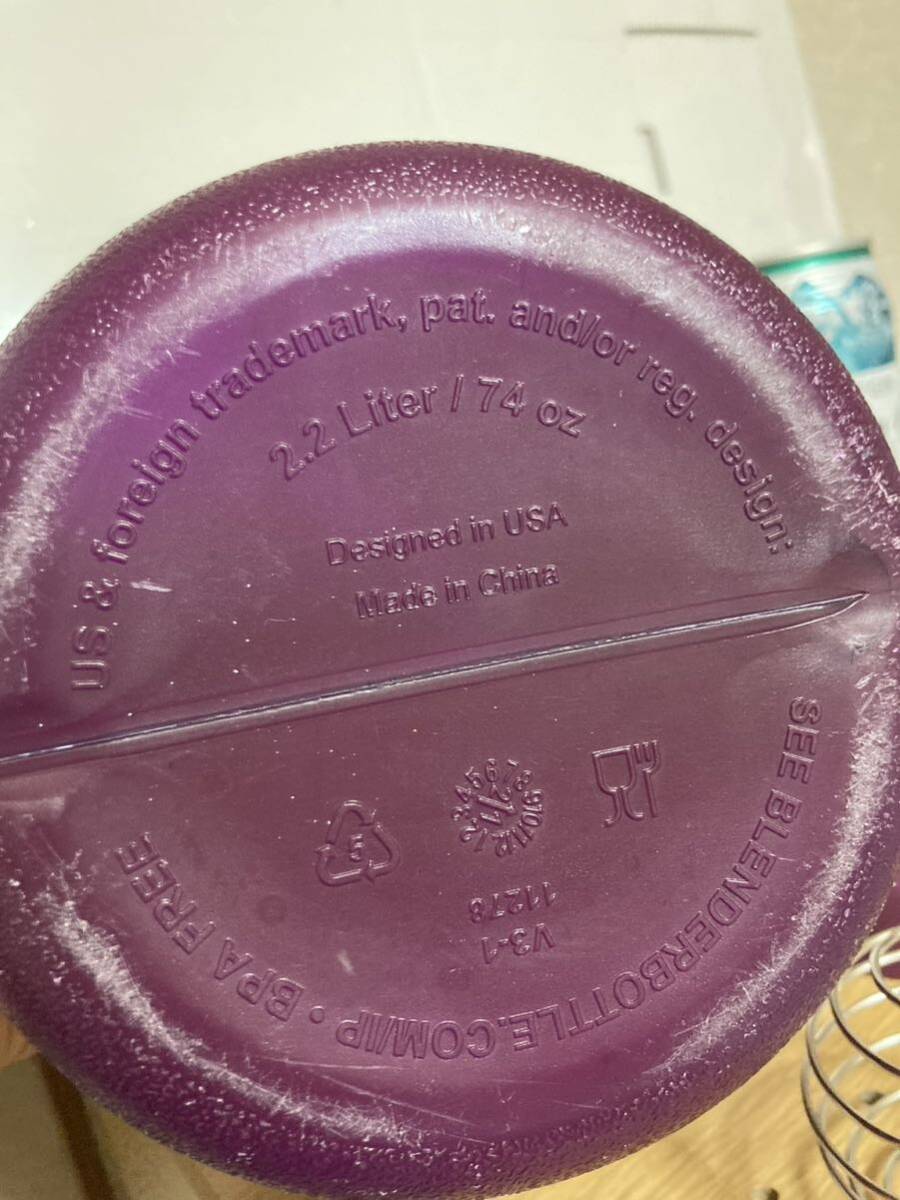 US & foreign trademark, pat. and/or reg. design:
2.2 Liter / 74 oz
Designed in USA
Made in China
SEE BLENDERBOTTLE.COM/IP • BPA FREE
V3-1
11278